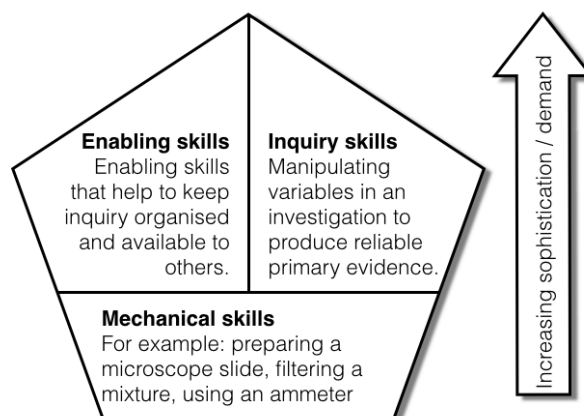 Enabling skills
Enabling skills
that help to keep
inquiry organised
and available to
others.
Inquiry skills
Manipulating
variables in an
investigation to
produce reliable
primary evidence.
Mechanical skills
For example: preparing a
microscope slide, filtering a
mixture, using an ammeter
Increasing sophistication / demand